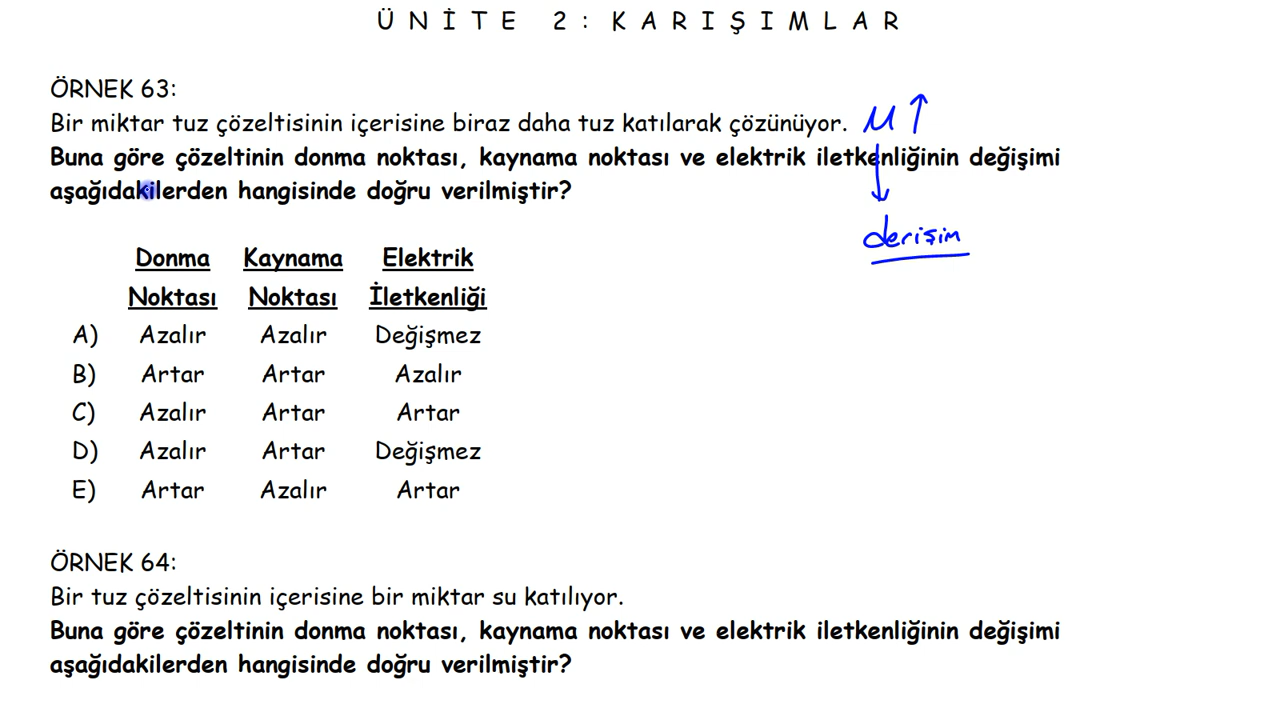 ÜNİTE 2: KARIŞIMLAR
ÖRNEK 63:
Bir miktar tuz çözeltisinin içerisine biraz daha tuz katılarak çözünüyor. M ↑
Buna göre çözeltinin donma noktası, kaynama noktası ve elektrik iletkenliğinin değişimi
aşağıdakilerden hangisinde doğru verilmiştir?
derişim
Donma Kaynama Elektrik
Noktası Noktası İletkenliği
A) Azalır Azalır Değişmez
B) Artar Artar Azalır
C) Azalır Artar Artar
D) Azalır Artar Değişmez
E) Artar Azalır Artar
ÖRNEK 64:
Bir tuz çözeltisinin içerisine bir miktar su katılıyor.
Buna göre çözeltinin donma noktası, kaynama noktası ve elektrik iletkenliğinin değişimi
aşağıdakilerden hangisinde doğru verilmiştir?